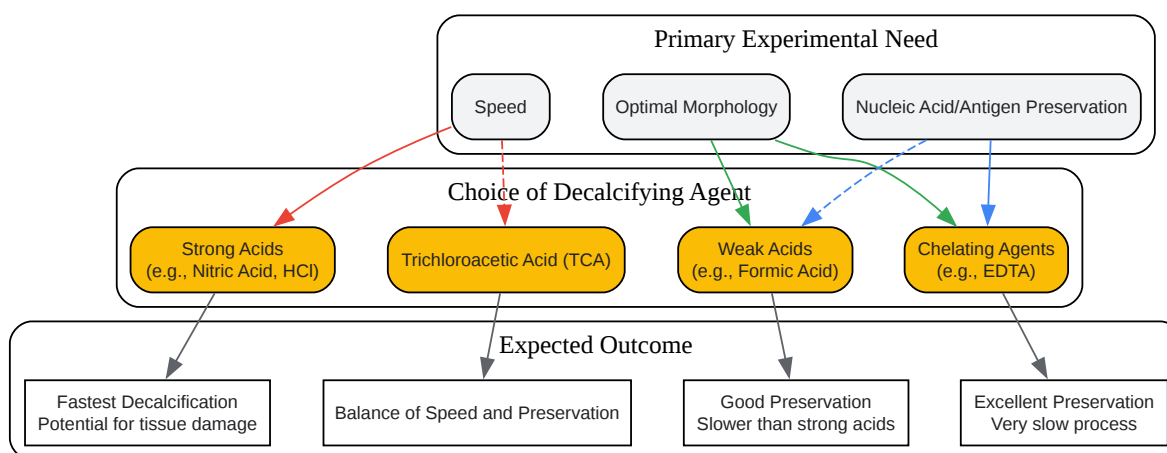 Primary Experimental Need
Speed
Optimal Morphology
Nucleic Acid/Antigen Preservation
Choice of Decalcifying Agent
Strong Acids
(e.g., Nitric Acid, HCl)
Trichloroacetic Acid (TCA)
Weak Acids
(e.g., Formic Acid)
Chelating Agents
(e.g., EDTA)
Expected Outcome
Fastest Decalcification
Potential for tissue damage
Balance of Speed and Preservation
Good Preservation
Slower than strong acids
Excellent Preservation
Very slow process